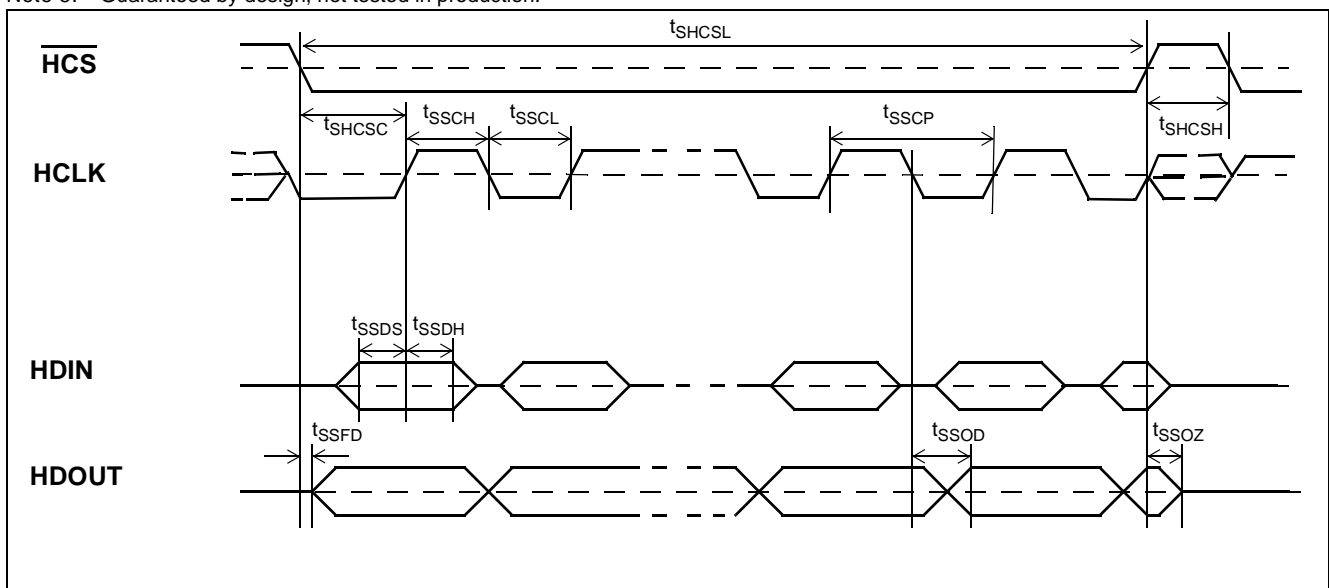 Note Guaranteed by design, not tested in production.
tSHCSL
HCS
tSHCSC
tSSCH
tSSCL
tSSCP
tSHCSH
HCLK
tSSDS
tSSDH
HDIN
tSSFD
tSSOD
tSSOZ
HDOUT